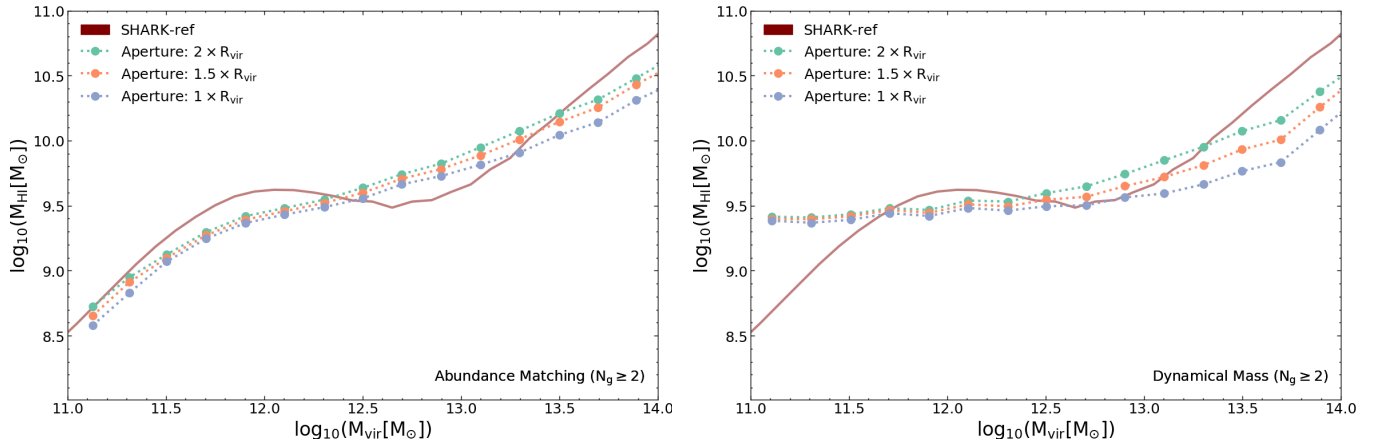 11.0
10.5
10.0
9.5
9.0
8.5
log₁₀(M_HI[M_⊙])
SHARK-ref
Aperture: 2 × R_vir
Aperture: 1.5 × R_vir
Aperture: 1 × R_vir
Abundance Matching (N_g ≥ 2)
11.0 11.5 12.0 12.5 13.0 13.5 14.0
log₁₀(M_vir[M_⊙])
11.0
10.5
10.0
9.5
9.0
8.5
log₁₀(M_HI[M_⊙])
SHARK-ref
Aperture: 2 × R_vir
Aperture: 1.5 × R_vir
Aperture: 1 × R_vir
Dynamical Mass (N_g ≥ 2)
11.0 11.5 12.0 12.5 13.0 13.5 14.0
log₁₀(M_vir[M_⊙])